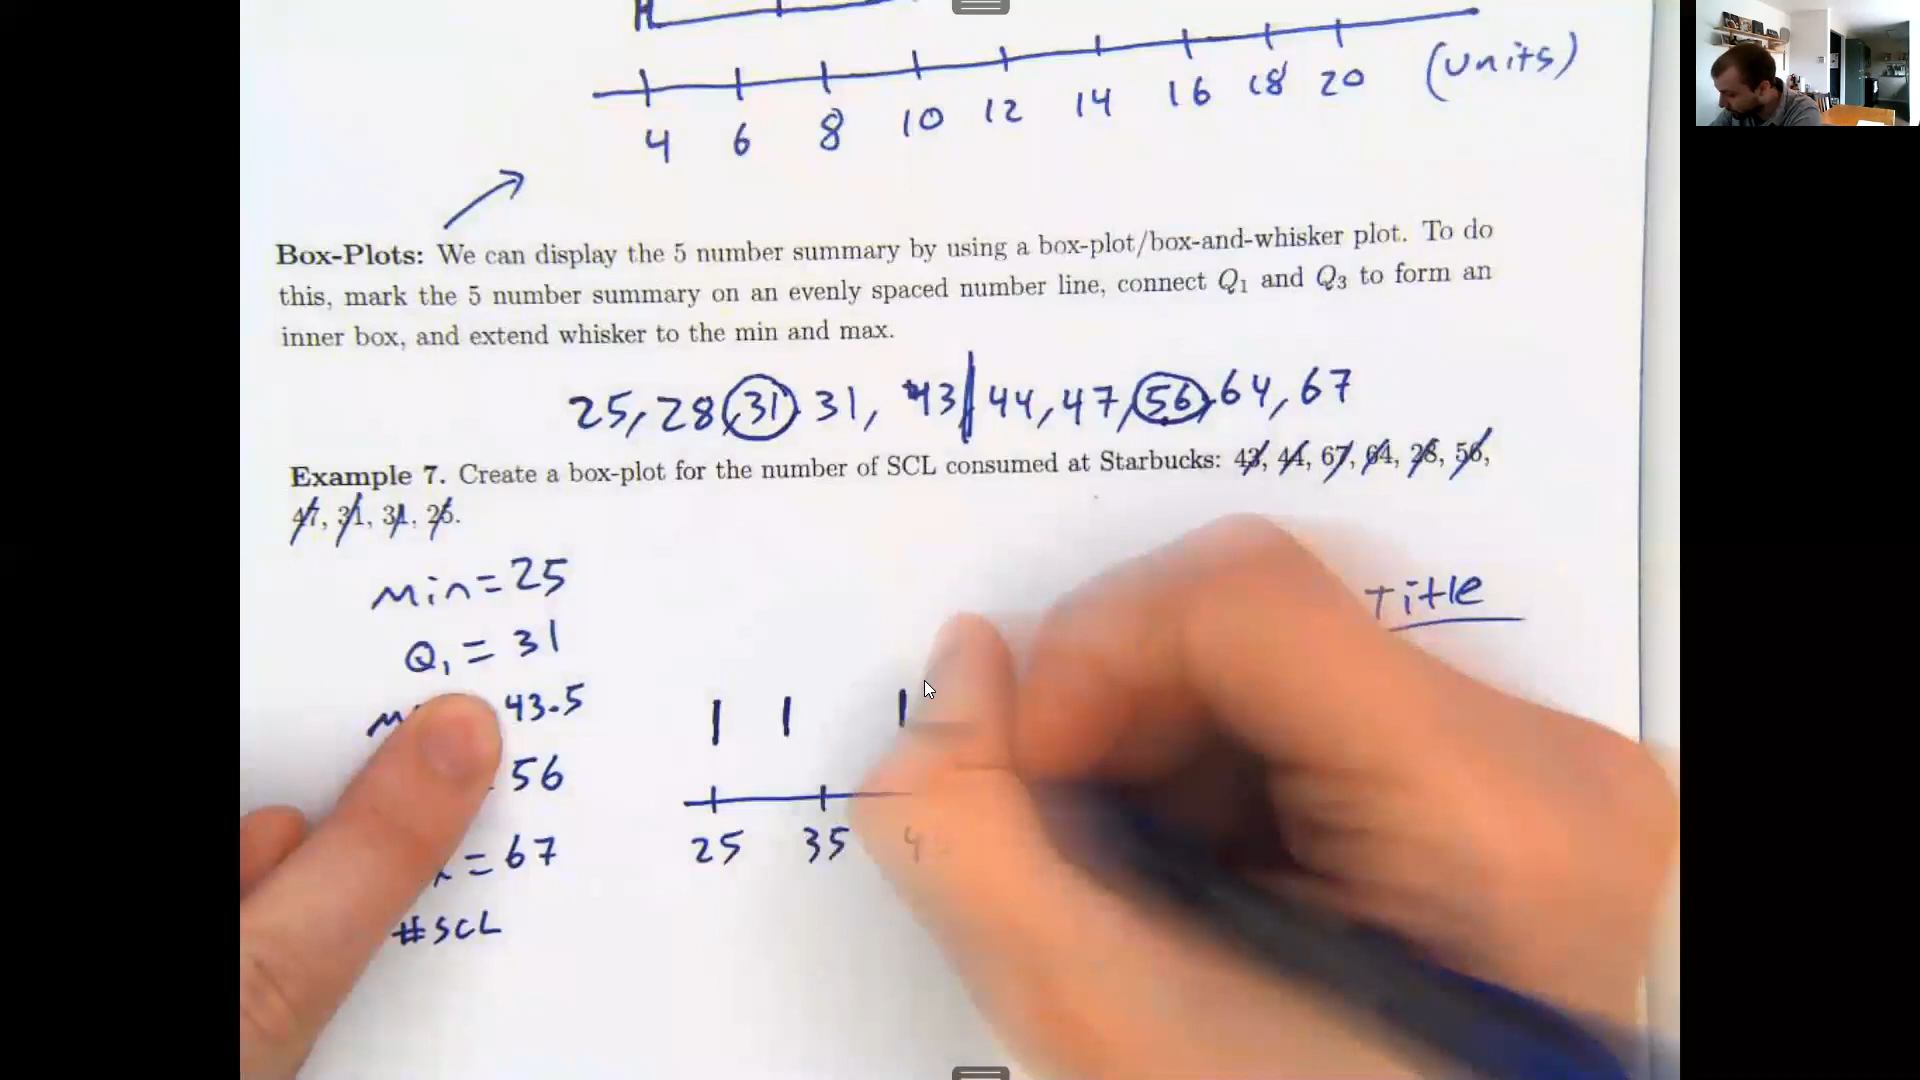 4 6 8 10 12 14 16 18 20 (units)
Box-Plots: We can display the 5 number summary by using a box-plot/box-and-whisker plot. To do
this, mark the 5 number summary on an evenly spaced number line, connect Q₁ and Q₃ to form an
inner box, and extend whisker to the min and max.
25, 28, 31, 31, 43 | 44, 47, 56, 64, 67
Example 7. Create a box-plot for the number of SCL consumed at Starbucks: 43, 44, 67, 64, 28, 56,
47, 31, 31, 25.
Min = 25
Title
Q₁ = 31
43.5
56
25 35
= 67
#SCL